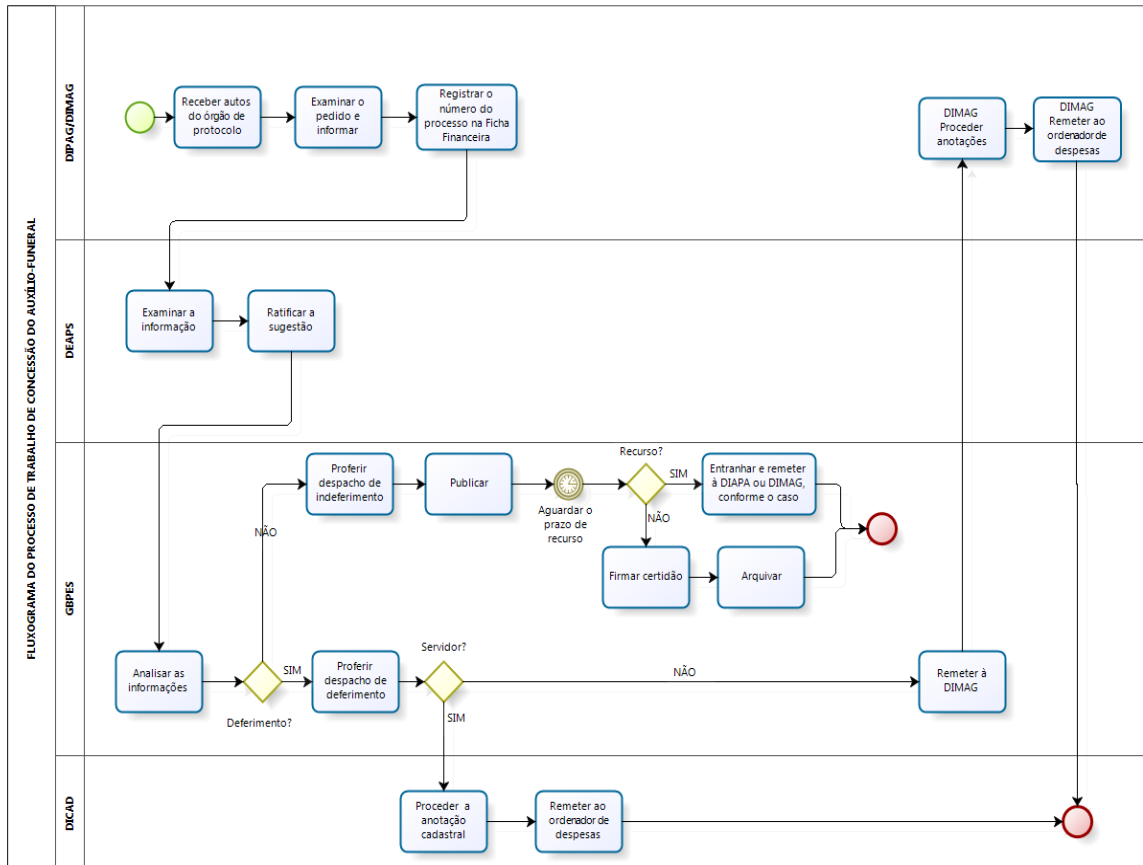 FLUXOGRAMA DO PROCESSO DE TRABALHO DE CONCESSÃO DO AUXÍLIO-FUNERAL
DIPAG/DIMAG
Receber autos
do órgão de
protocolo
Examinar o
pedido e
informar
Registrar o
número do
processo na Ficha
Financeira
DIMAG
Proceder
anotações
DIMAG
Remeter ao
ordenador de
despesas
DEAPS
Examinar a
informação
Ratificar a
sugestão
GBPES
Proferir
despacho de
indeferimento
Publicar
Aguardar o
prazo de
recurso
Recurso?
SIM
Entranhar e remeter
à DIAPA ou DIMAG,
conforme o caso
NÃO
NÃO
Firmar certidão
Arquivar
Analisar as
informações
Deferimento?
SIM
Proferir
despacho de
deferimento
Servidor?
NÃO
Remeter à
DIMAG
SIM
DICAD
Proceder a
anotação
cadastral
Remeter ao
ordenador de
despesas